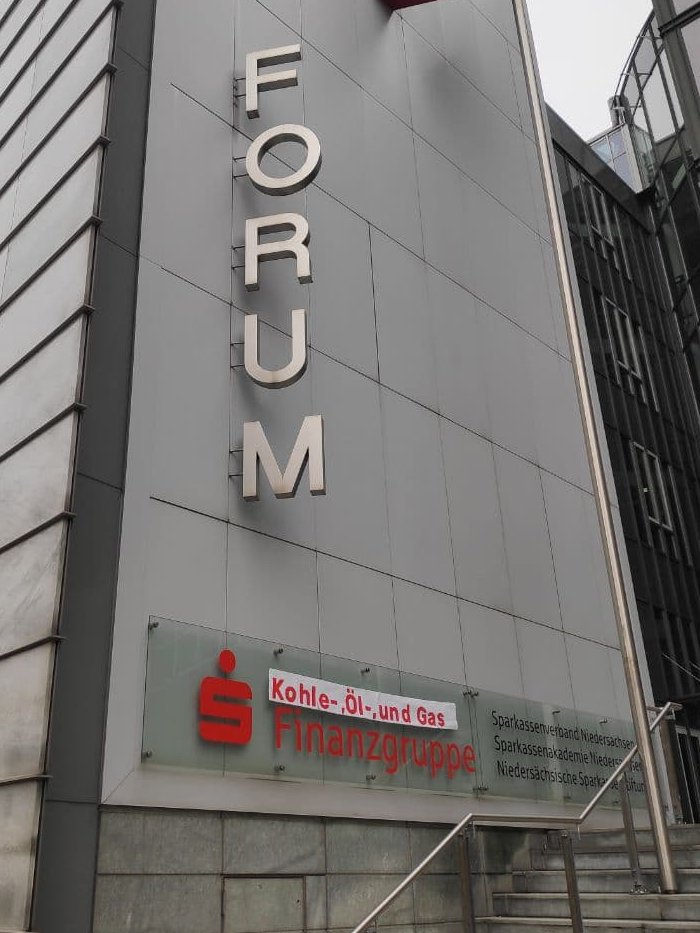 FORUM
Kohle-,Öl-,und Gas
Finanzgruppe
Sparkassenverband Niedersachsen
Sparkassenakademie Niedersachsen
Niedersächsische Sparkassenstiftung